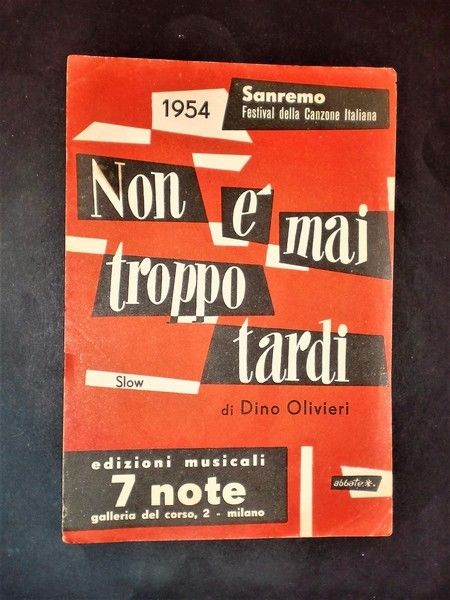 1954
Sanremo
Festival della Canzone Italiana
Non é mai
troppo
tardi
Slow
di Dino Olivieri
edizioni musicali
7 note
galleria del corso, 2 - milano
abbate.